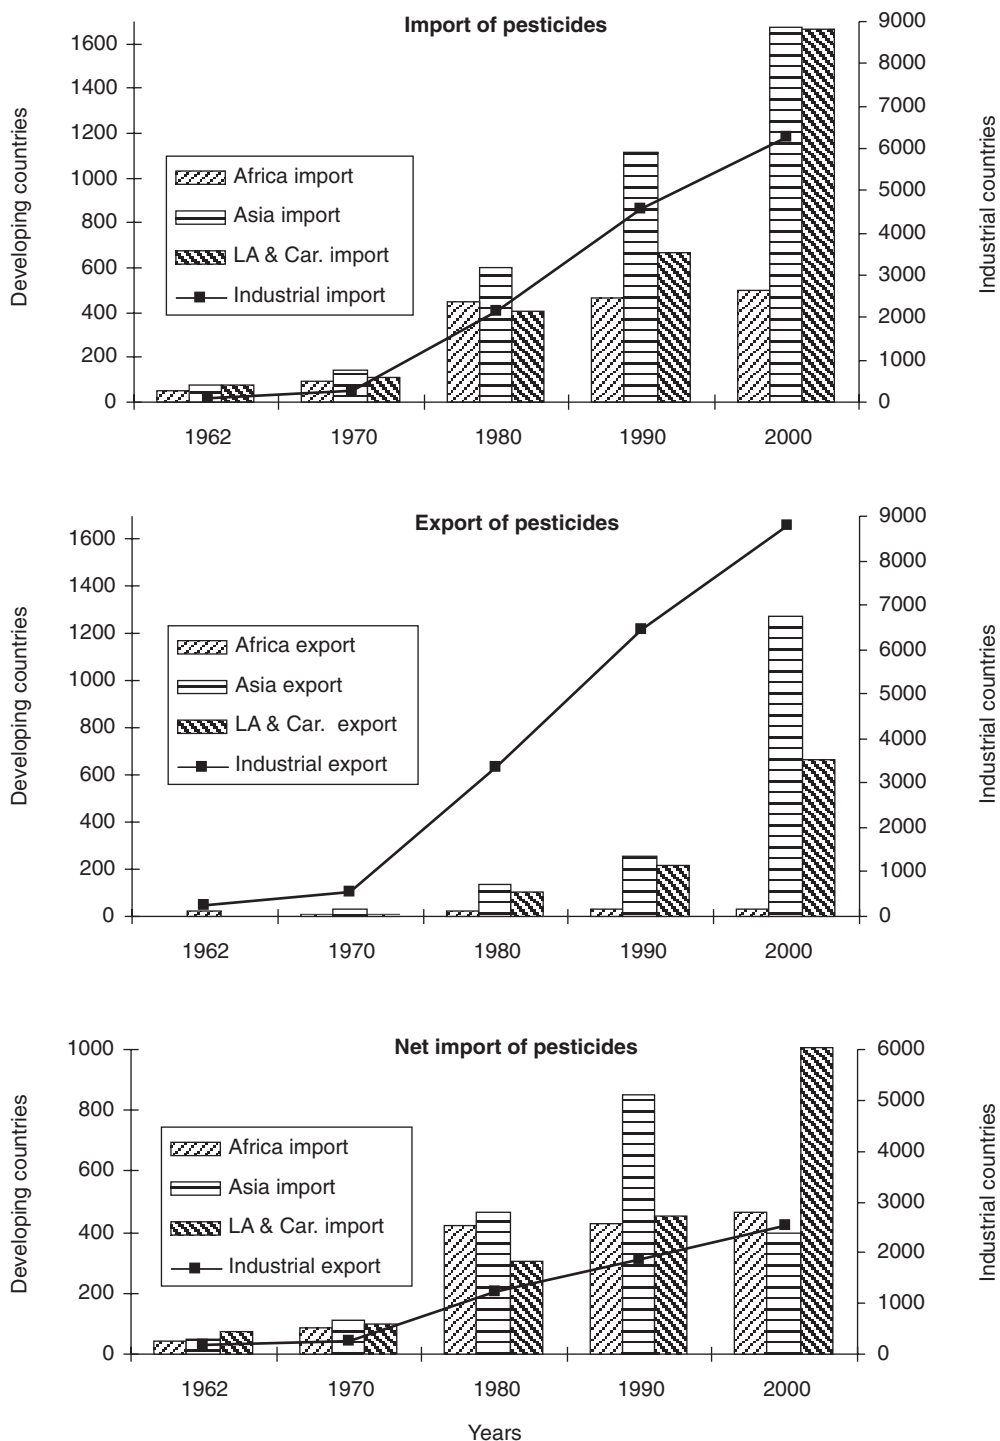 Import of pesticides
Developing countries
1600
1400
1200
1000
800
600
400
200
0
Africa import
Asia import
LA & Car. import
Industrial import
9000
8000
7000
6000
5000
4000
3000
2000
1000
0
Industrial countries
1962 1970 1980 1990 2000
Export of pesticides
Developing countries
1600
1400
1200
1000
800
600
400
200
0
Africa export
Asia export
LA & Car. export
Industrial export
9000
8000
7000
6000
5000
4000
3000
2000
1000
0
Industrial countries
1962 1970 1980 1990 2000
Net import of pesticides
Developing countries
1000
800
600
400
200
0
Africa import
Asia import
LA & Car. import
Industrial export
6000
5000
4000
3000
2000
1000
0
Industrial countries
1962 1970 1980 1990 2000
Years